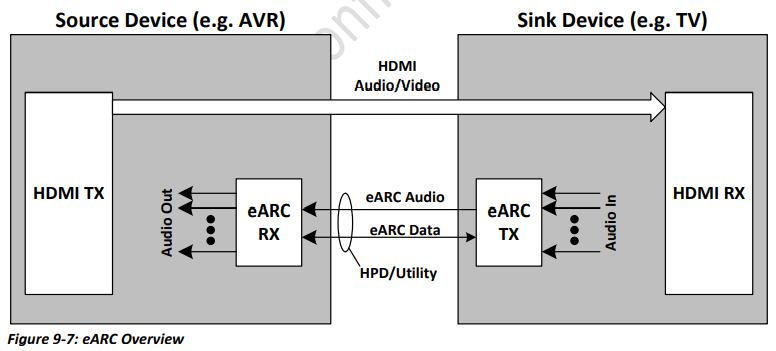 Source Device (e.g. AVR)
Sink Device (e.g. TV)
HDMI
Audio/Video
HDMI TX
Audio Out
eARC
RX
eARC Audio
eARC Data
HPD/Utility
eARC
TX
Audio In
HDMI RX
Figure 9-7: eARC Overview